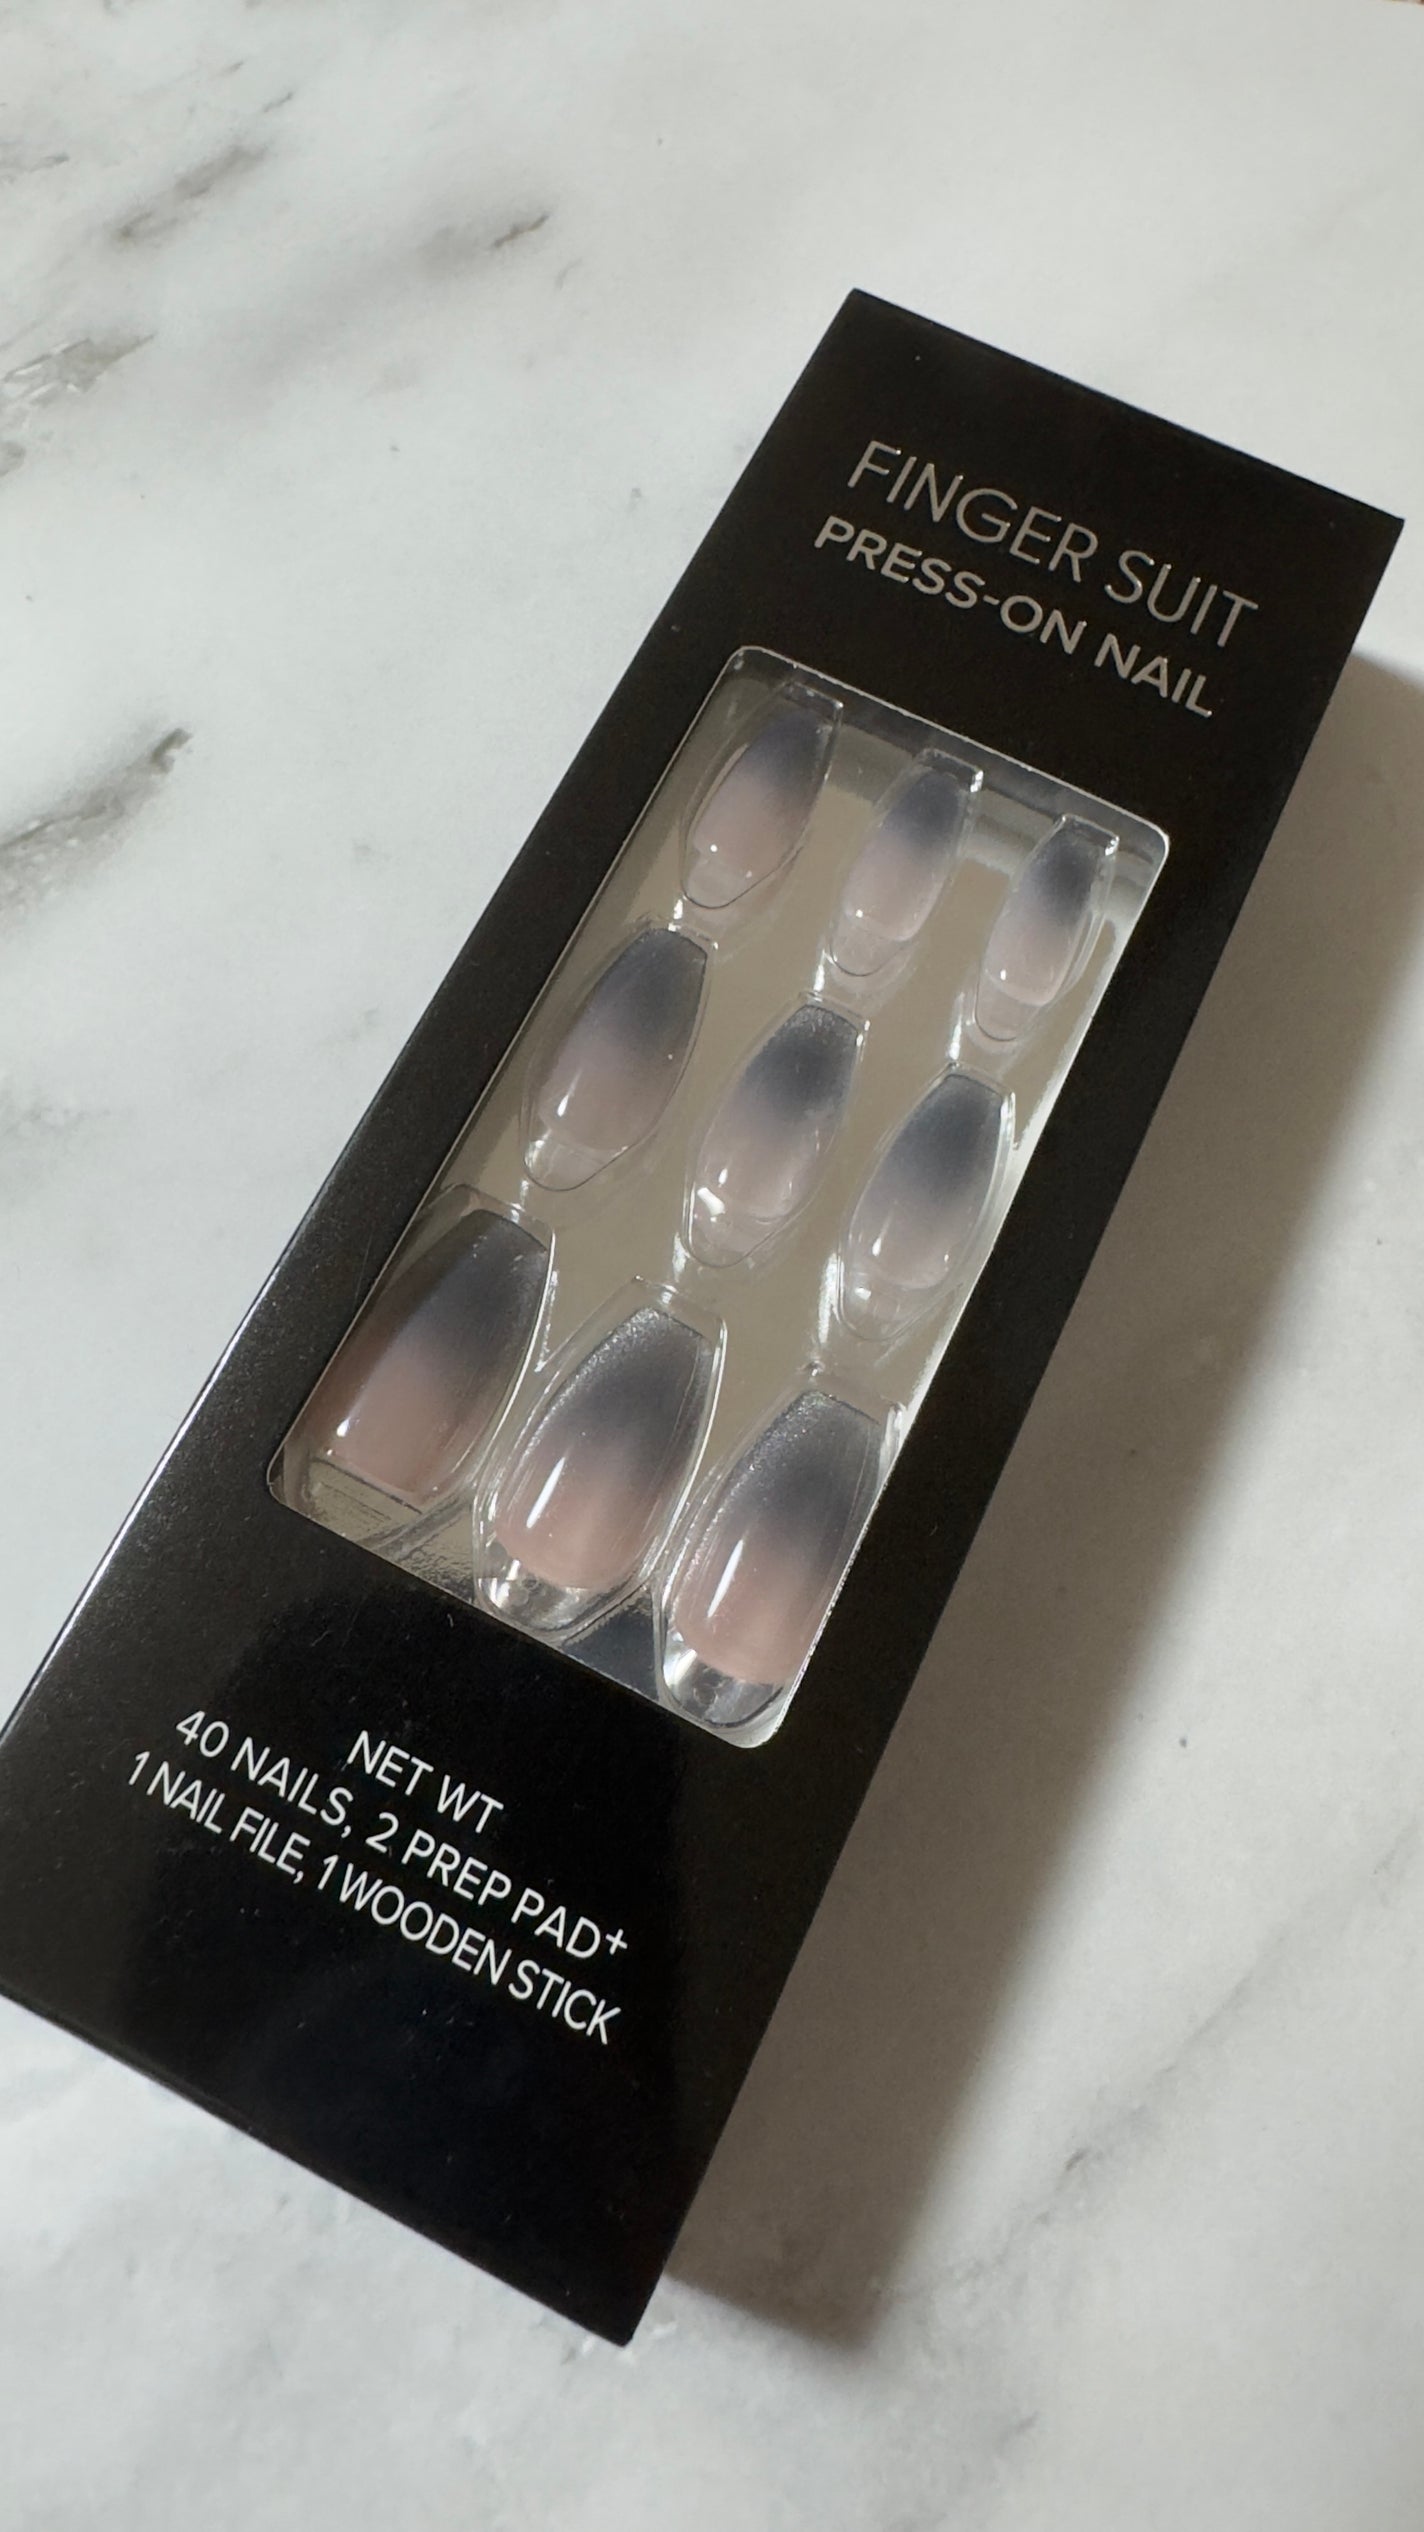 FINGER SUIT
PRESS-ON NAIL
NET WT
40 NAILS, 2 PREP PAD+
1 NAIL FILE, 1 WOODEN STICK